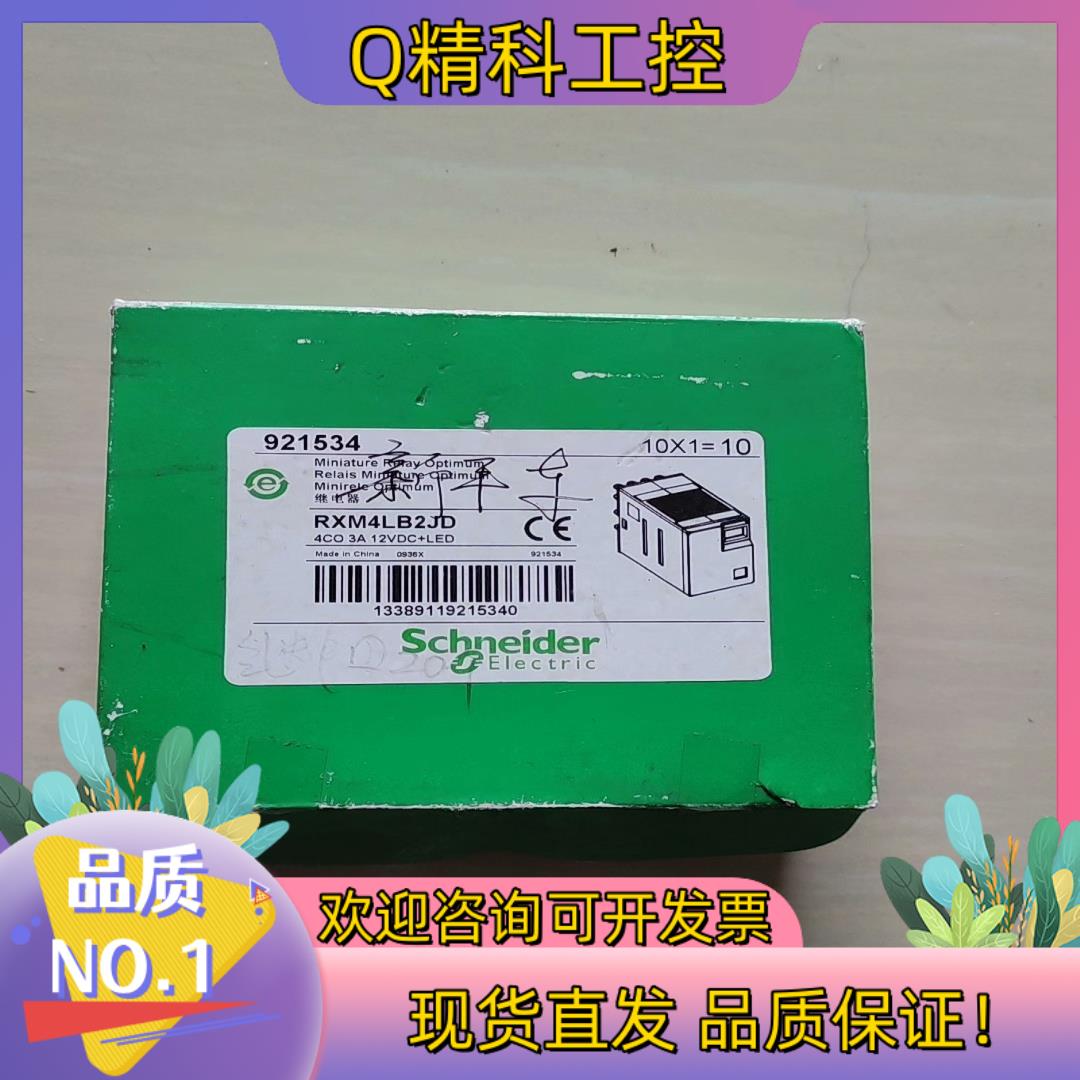 Q精科工控
921534
10X1=10
Miniature Relay Optimum
Relais Miniature Optimum
Minirele Optimum
继电器
RXM4LB2JD
CE
4CO 3A 12VDC+LED
Made in China 0936X 921534
13389119215340
Schneider
Electric
品质
NO.1
欢迎咨询可开发票
现货直发 品质保证!